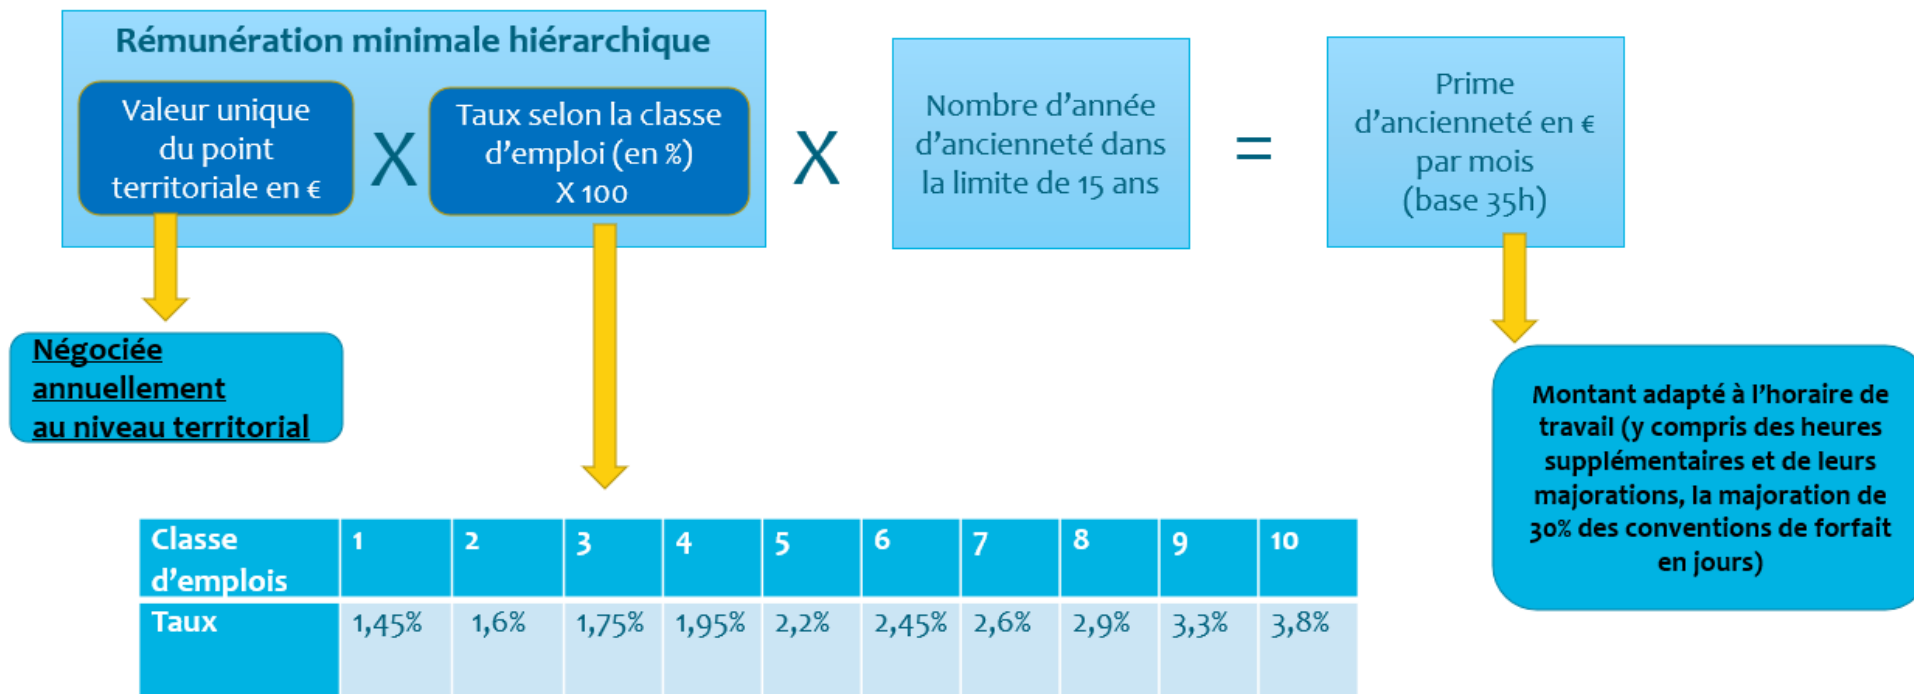 Rémunération minimale hiérarchique
Valeur unique
du point
territoriale en €
X
Taux selon la classe
d'emploi (en %)
X 100
X
Nombre d'année
d'ancienneté dans
la limite de 15 ans
=
Prime
d'ancienneté en €
par mois
(base 35h)
Négociée
annuellement
au niveau territorial
Montant adapté à l'horaire de
travail (y compris des heures
supplémentaires et de leurs
majorations, la majoration de
30% des conventions de forfait
en jours)
Classe
d'emplois
1 2 3 4 5 6 7 8 9 10
Taux 1,45% 1,6% 1,75% 1,95% 2,2% 2,45% 2,6% 2,9% 3,3% 3,8%